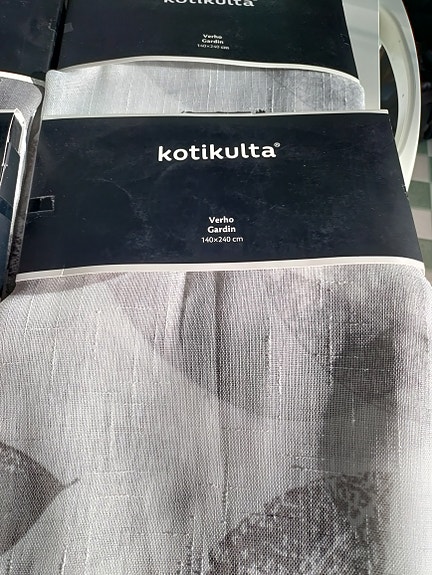 kotikulta
Verho
Gardin
140×240 cm
kotikulta®
Verho
Gardin
140×240 cm